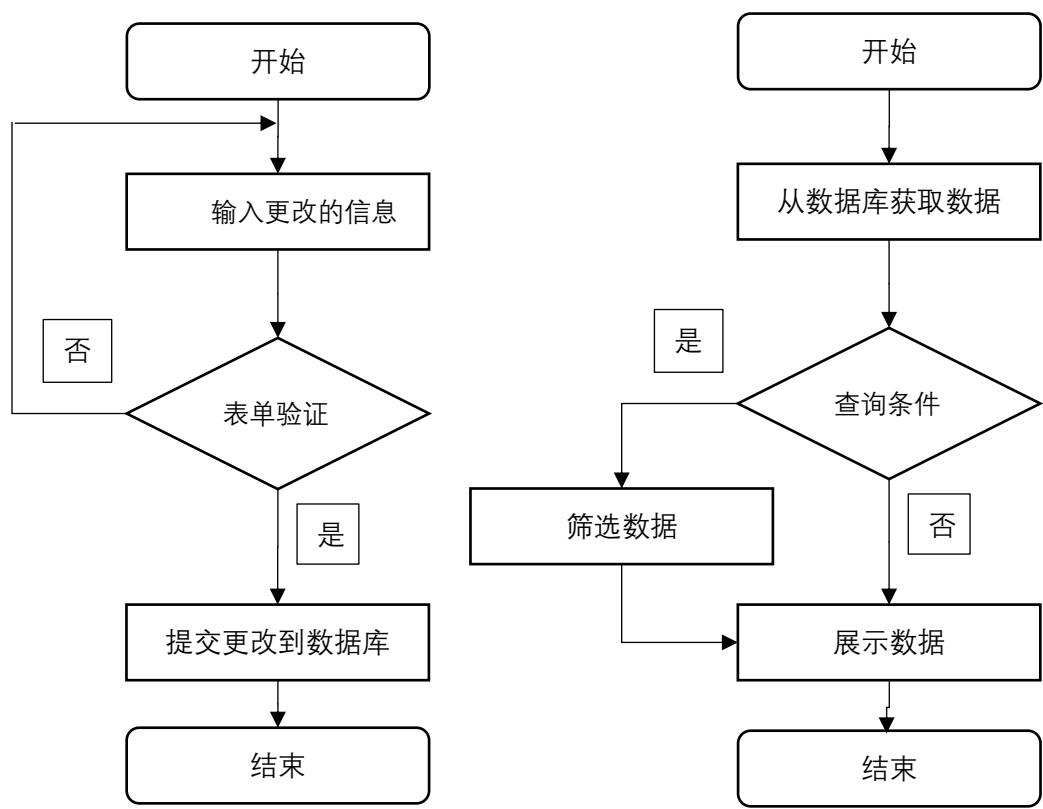 开始
输入更改的信息
否
表单验证
是
提交更改到数据库
结束
开始
从数据库获取数据
是
查询条件
筛选数据
否
展示数据
结束